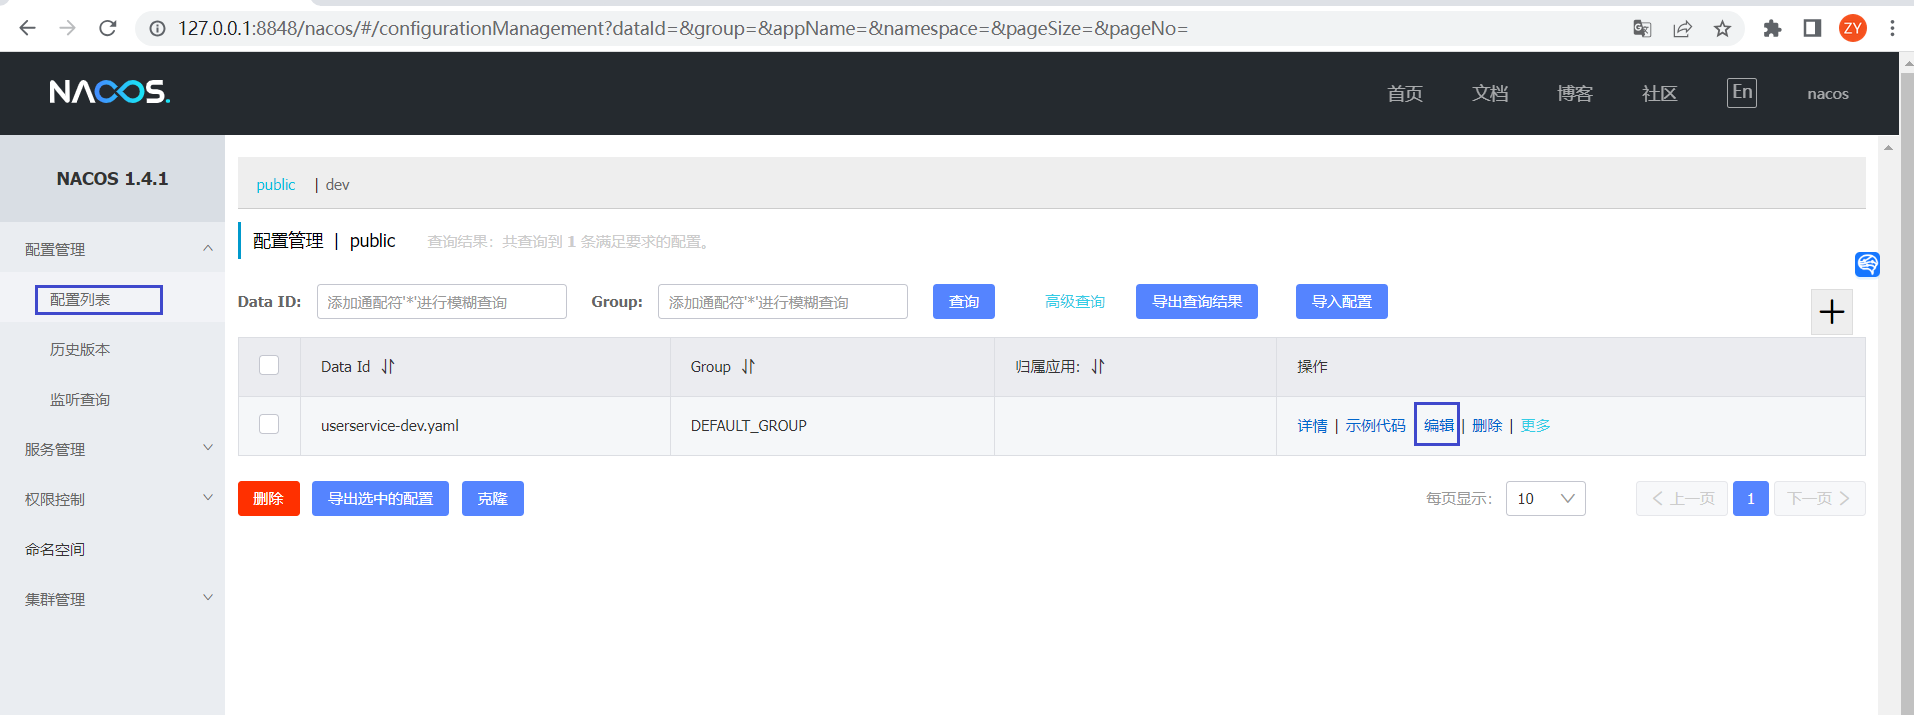 127.0.0.1:8848/nacos/#/configurationManagement?dataId=&group=&appName=&namespace=&pageSize=&pageNo=
ZY
NACOS.
首页 文档 博客 社区 En nacos
NACOS 1.4.1
配置管理
配置列表
历史版本
监听查询
服务管理
权限控制
命名空间
集群管理
public | dev
配置管理 | public 查询结果：共查询到 1 条满足要求的配置。
Data ID: 添加通配符'*'进行模糊查询 Group: 添加通配符'*'进行模糊查询 查询 高级查询 导出查询结果 导入配置
Data Id Group 归属应用: 操作
userservice-dev.yaml DEFAULT_GROUP 详情 | 示例代码 编辑 | 删除 | 更多
删除 导出选中的配置 克隆 每页显示: 10 上一页 1 下一页